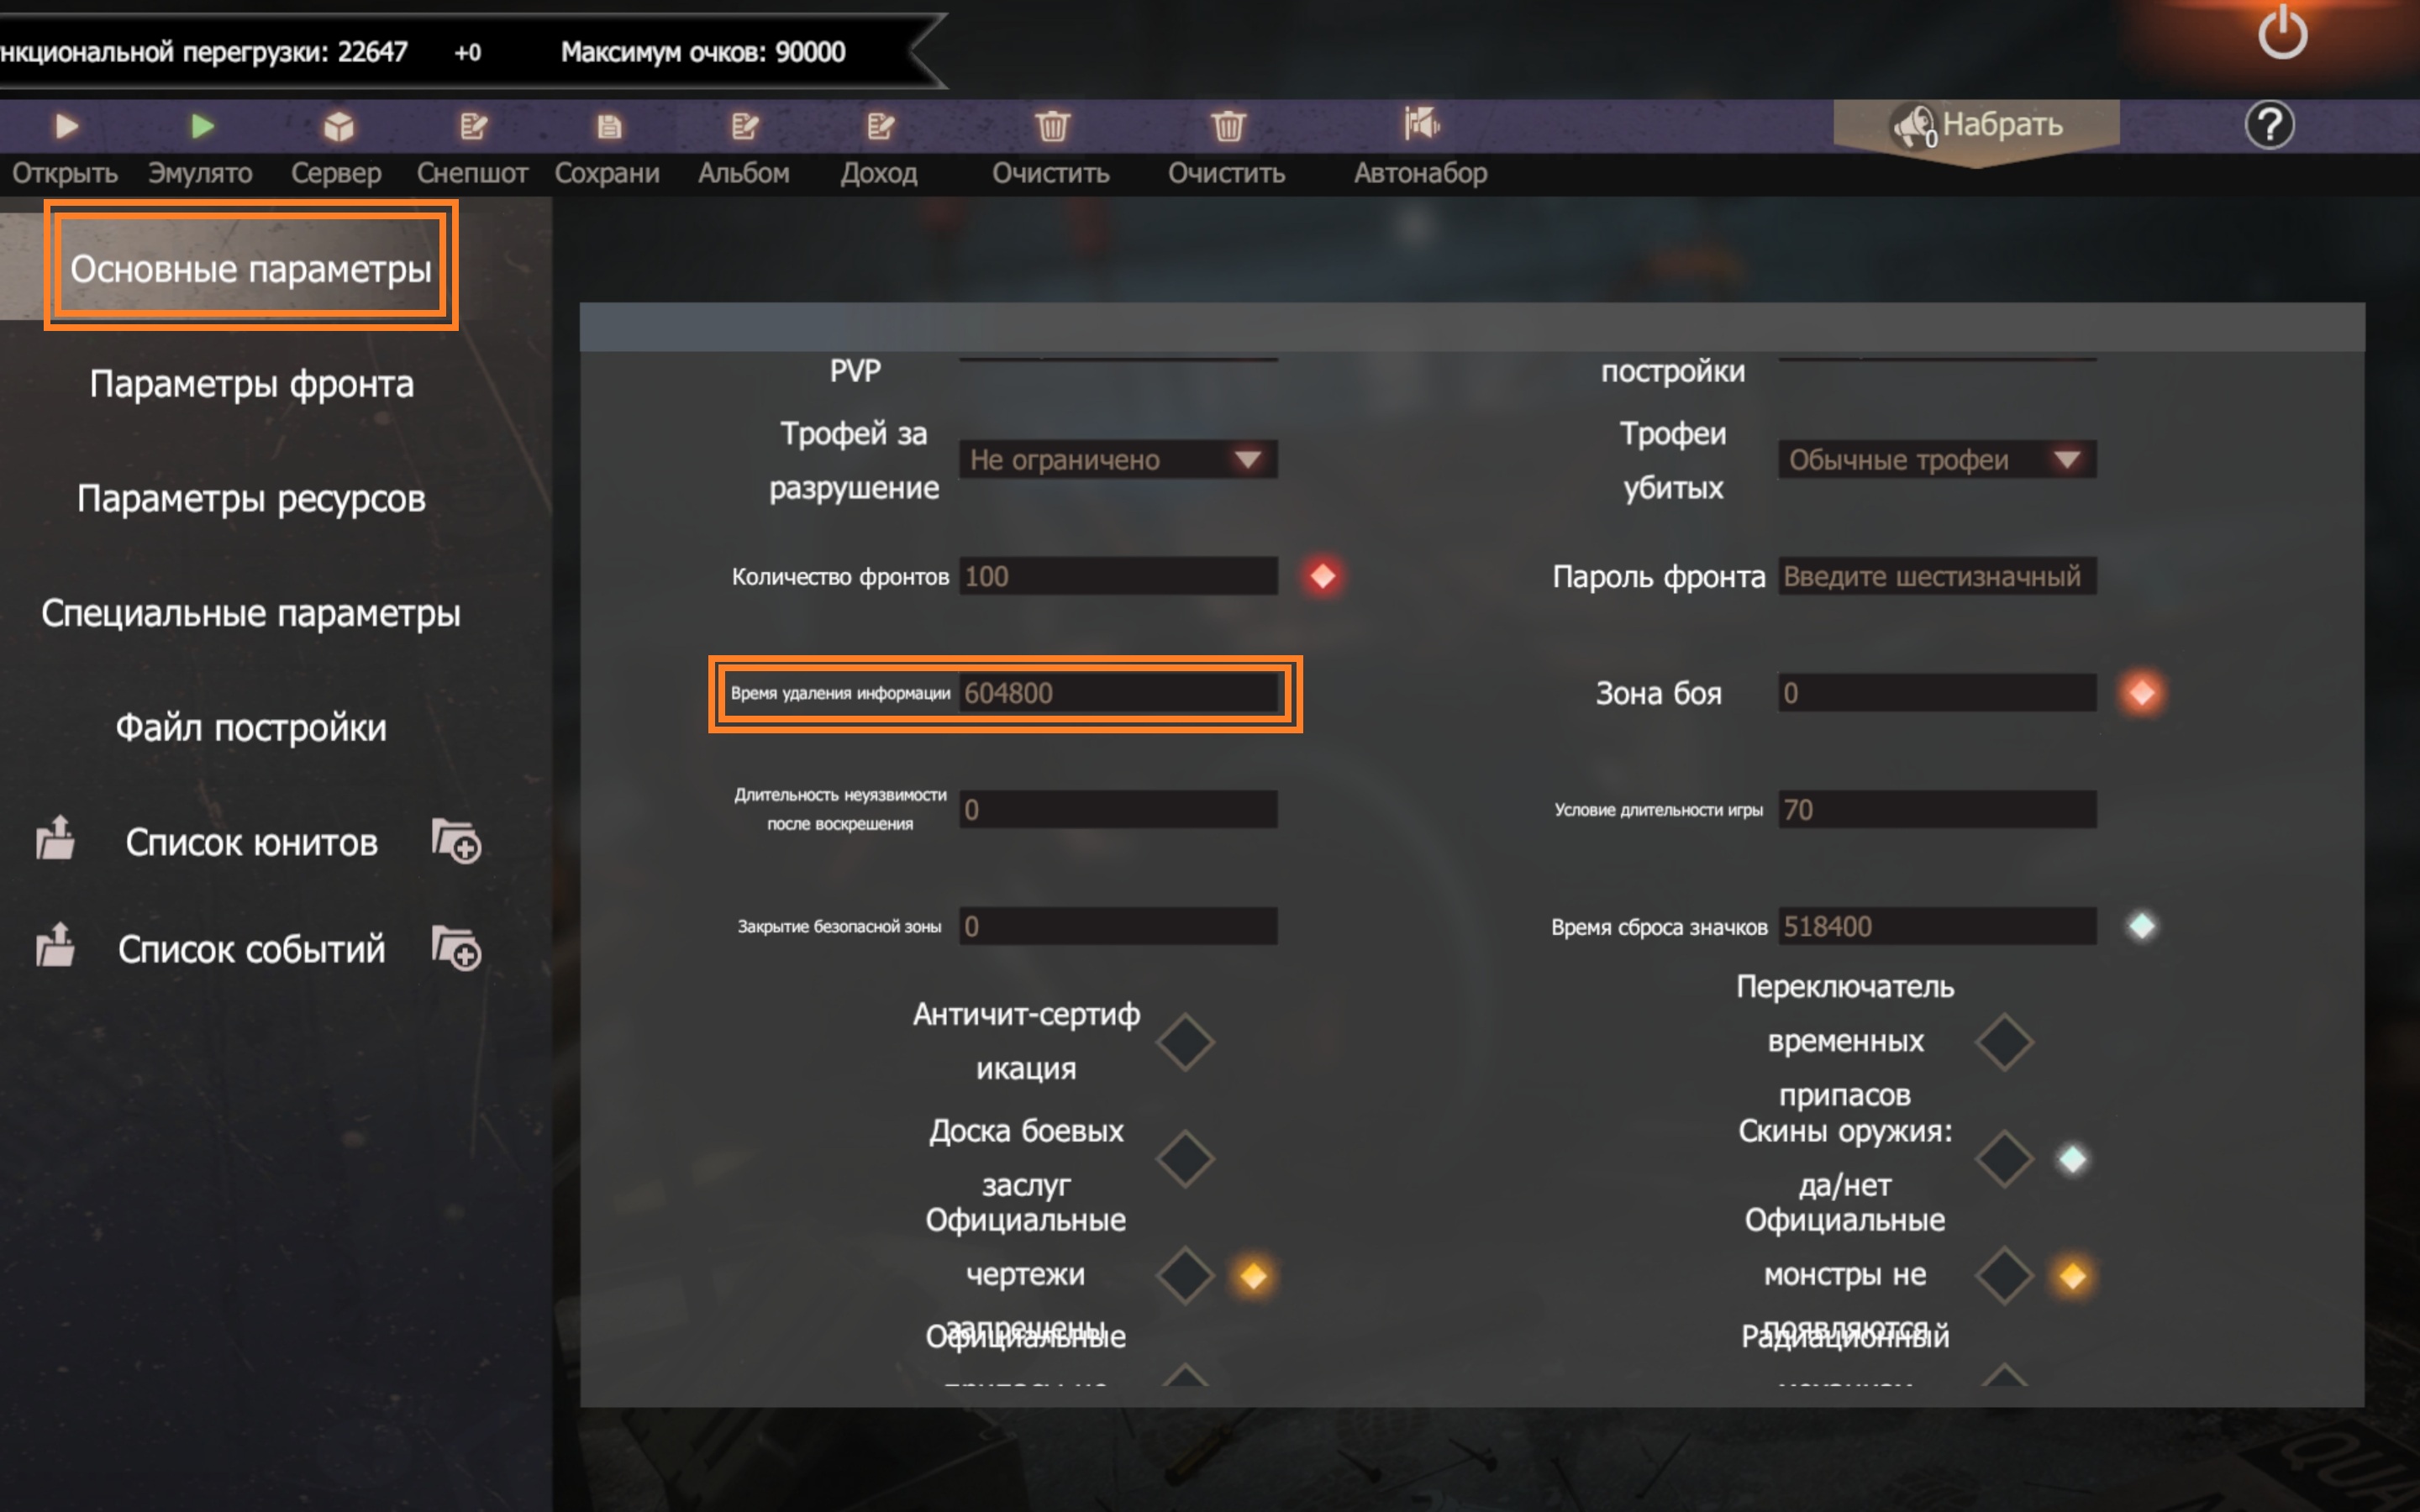 нкциональной перегрузки: 22647 +0 Максимум очков: 90000
0 Набрать ?
Открыть Эмулято Сервер Снепшот Сохрани Альбом Доход Очистить Очистить Автонабор
Основные параметры
Параметры фронта
Параметры ресурсов
Специальные параметры
Файл постройки
Список юнитов
Список событий
PVP
постройки
Трофей за
разрушение
Не ограничено
Трофеи
убитых
Обычные трофеи
Количество фронтов 100
Пароль фронта Введите шестизначный
Время удаления информации 604800
Зона боя 0
Длительность неуязвимости
после воскрешения
0
Условие длительности игры 70
Закрытие безопасной зоны 0
Время сброса значков 518400
Античит-сертиф
икация
Переключатель
временных
припасов
Доска боевых
заслуг
Скины оружия:
да/нет
Официальные
чертежи
запрещены
Официальные
монстры не
появляются
Официальные
Радиационный
QUA